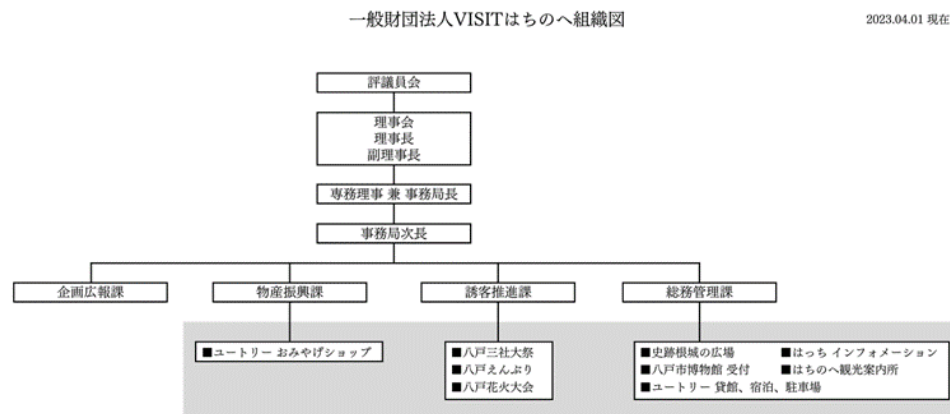 一般財団法人VISITはちのへ組織図
2023.04.01 現在
評議員会
理事会
理事長
副理事長
専務理事 兼 事務局長
事務局次長
企画広報課
物産振興課
誘客推進課
総務管理課
■ユートリー おみやげショップ
■八戸三社大祭
■八戸えんぶり
■八戸花火大会
■史跡根城の広場 ■はっち インフォメーション
■八戸市博物館 受付 ■はちのへ観光案内所
■ユートリー 貸館、宿泊、駐車場